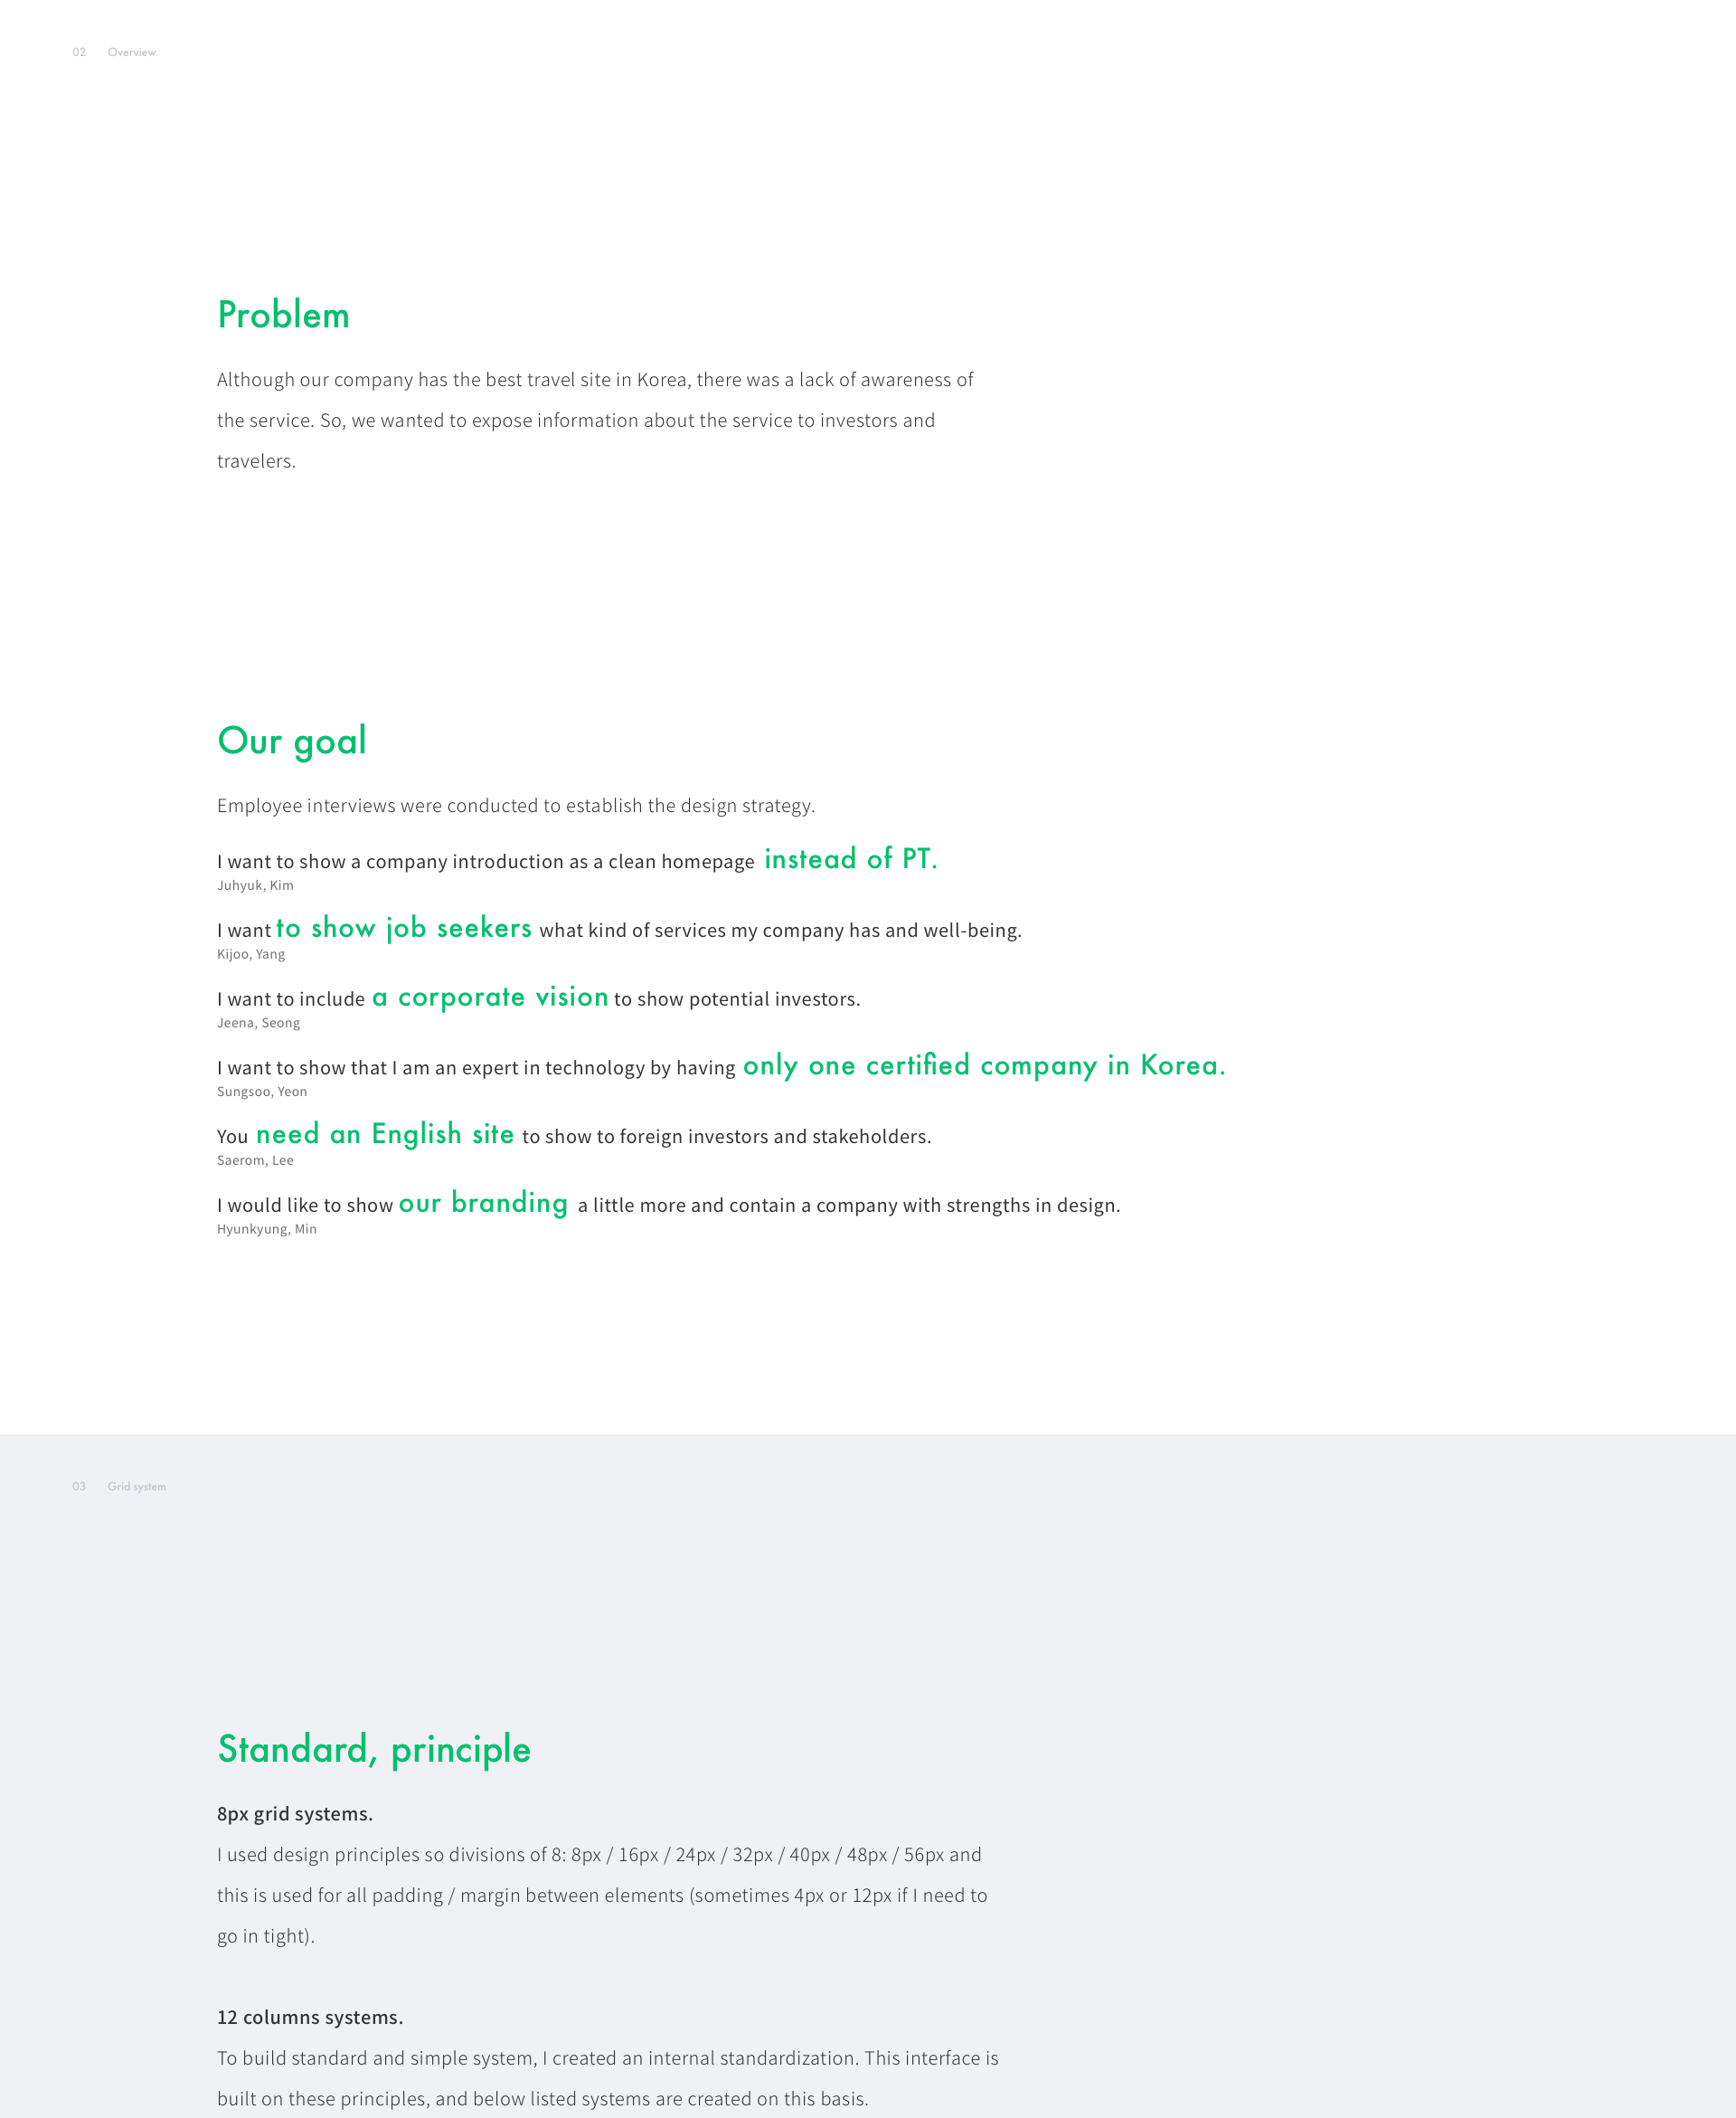 02 Overview
Problem
Although our company has the best travel site in Korea, there was a lack of awareness of
the service. So, we wanted to expose information about the service to investors and
travelers.
Our goal
Employee interviews were conducted to establish the design strategy.
I want to show a company introduction as a clean homepage instead of PT.
Juhyuk, Kim
I want to show job seekers what kind of services my company has and well-being.
Kijoo, Yang
I want to include a corporate vision to show potential investors.
Jeena, Seong
I want to show that I am an expert in technology by having only one certified company in Korea.
Sungsoo, Yeon
You need an English site to show to foreign investors and stakeholders.
Saerom, Lee
I would like to show our branding a little more and contain a company with strengths in design.
Hyunkyung, Min
03 Grid system
Standard, principle
8px grid systems.
I used design principles so divisions of 8: 8px / 16px / 24px / 32px / 40px / 48px / 56px and
this is used for all padding / margin between elements (sometimes 4px or 12px if I need to
go in tight).
12 columns systems.
To build standard and simple system, I created an internal standardization. This interface is
built on these principles, and below listed systems are created on this basis.